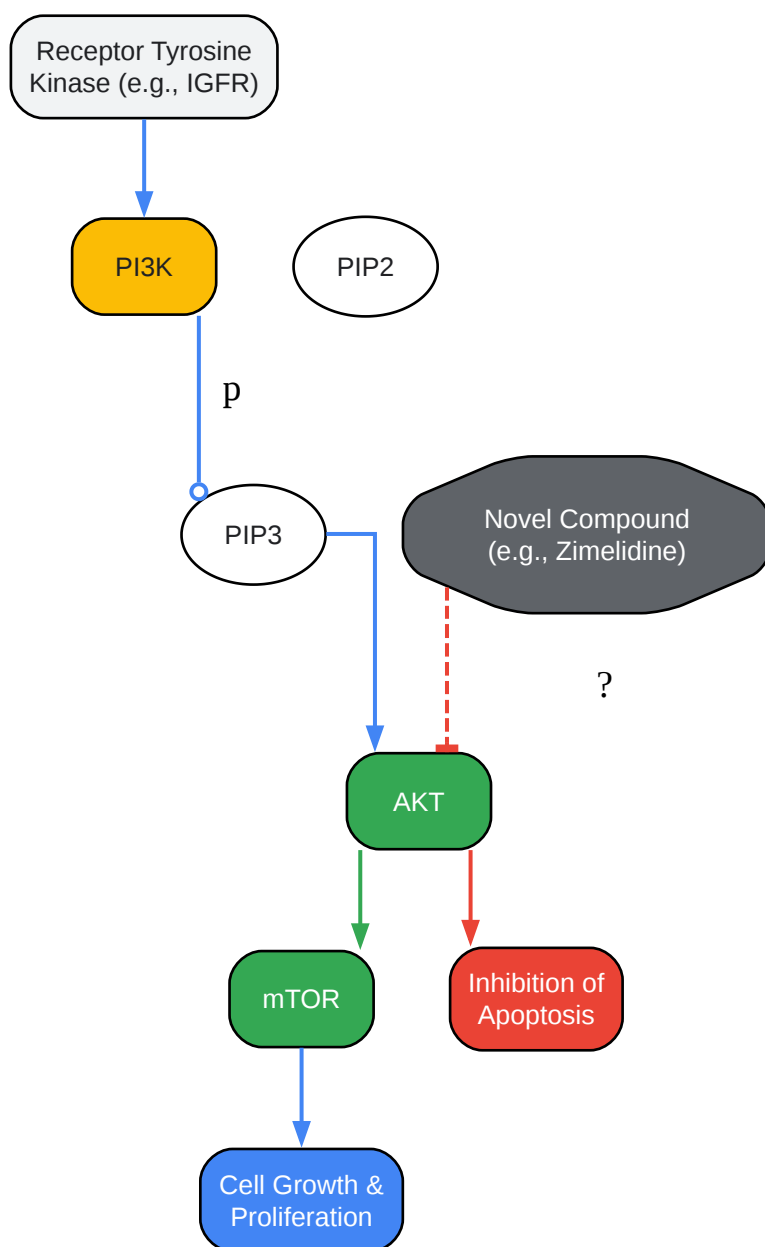 Receptor Tyrosine
Kinase (e.g., IGFR)
PI3K
PIP2
p
PIP3
Novel Compound
(e.g., Zimelidine)
?
AKT
mTOR
Inhibition of
Apoptosis
Cell Growth &
Proliferation